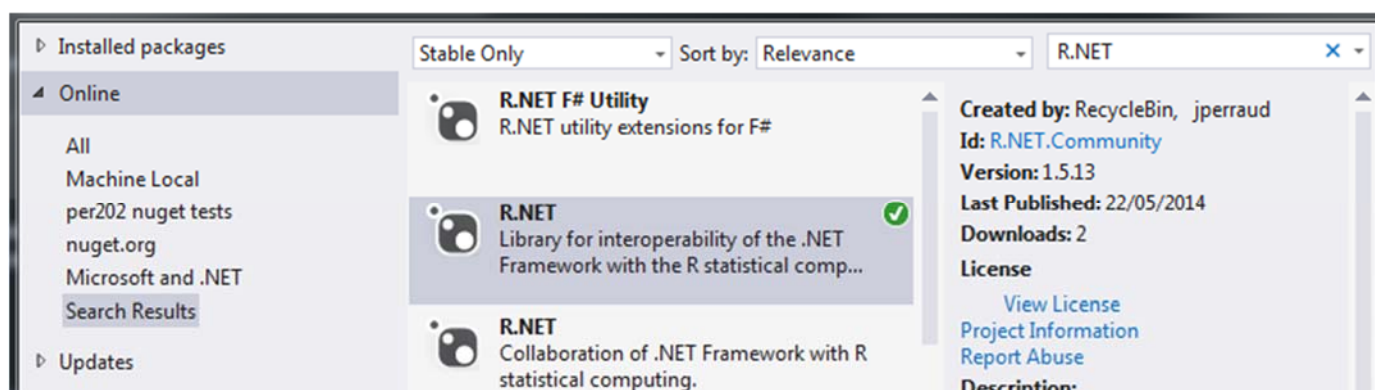 Installed packages
Online
All
Machine Local
per202 nuget tests
nuget.org
Microsoft and .NET
Search Results
Updates
Stable Only
Sort by: Relevance
R.NET F# Utility
R.NET utility extensions for F#
R.NET
Library for interoperability of the .NET
Framework with the R statistical comp...
R.NET
Collaboration of .NET Framework with R
statistical computing.
R.NET
Created by: RecycleBin, jperraud
Id: R.NET.Community
Version: 1.5.13
Last Published: 22/05/2014
Downloads: 2
License
View License
Project Information
Report Abuse
Description: